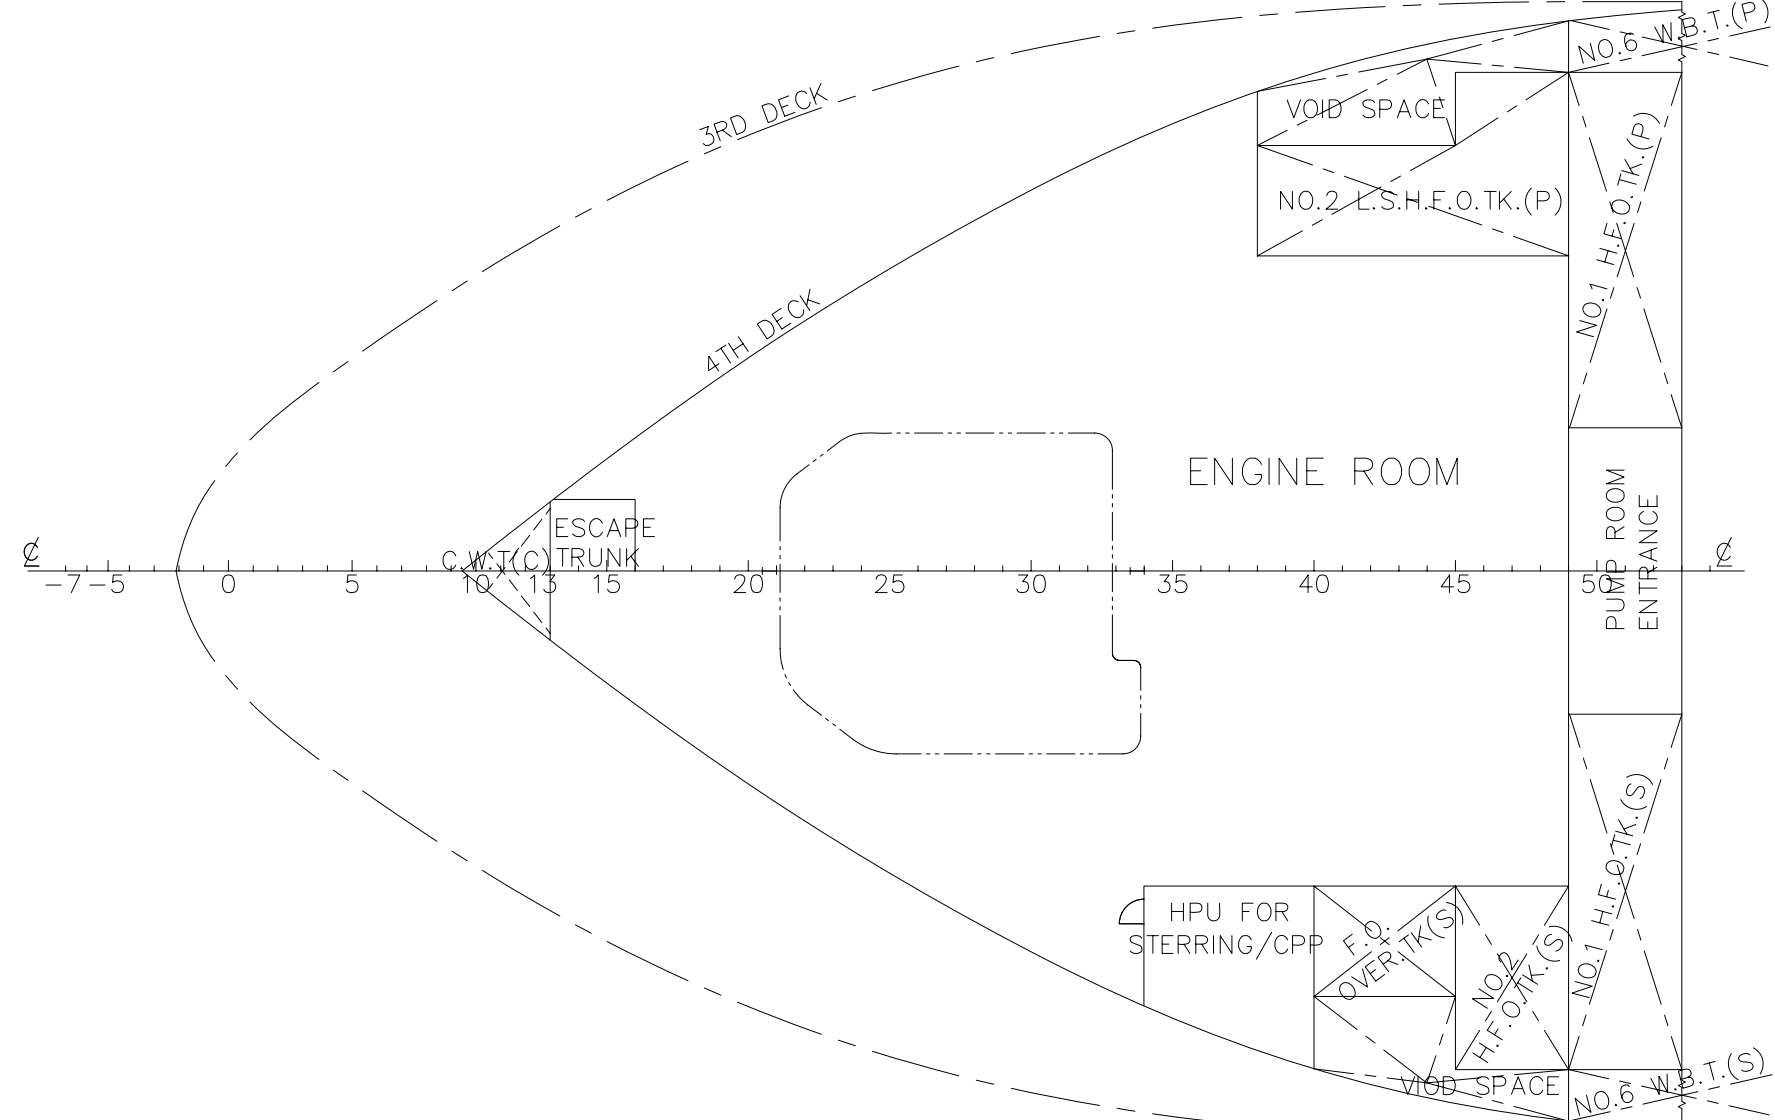 NO.6 W.B.T.(P)
3RD DECK
VOID SPACE
NO.2 L.S.H.F.O.TK.(P)
NO.1 H.F.O.TK.(P)
4TH DECK
ENGINE ROOM
PUMP ROOM
ENTRANCE
ESCAPE
TRUNK
C.W.T(C)
℄ ℄
-7 -5 0 5 10 13 15 20 25 30 35 40 45 50
HPU FOR
STERRING/CPP
F.O.
OVER.TK(S)
NO.2
H.F.O.TK.(S)
NO.1 H.F.O.TK.(S)
VIOD SPACE
NO.6 W.B.T.(S)